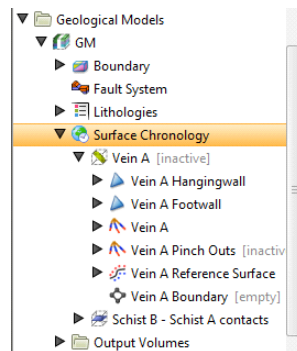 Geological Models
GM
Boundary
Fault System
Lithologies
Surface Chronology
Vein A [inactive]
Vein A Hangingwall
Vein A Footwall
Vein A
Vein A Pinch Outs [inactiv
Vein A Reference Surface
Vein A Boundary [empty]
Schist B - Schist A contacts
Output Volumes